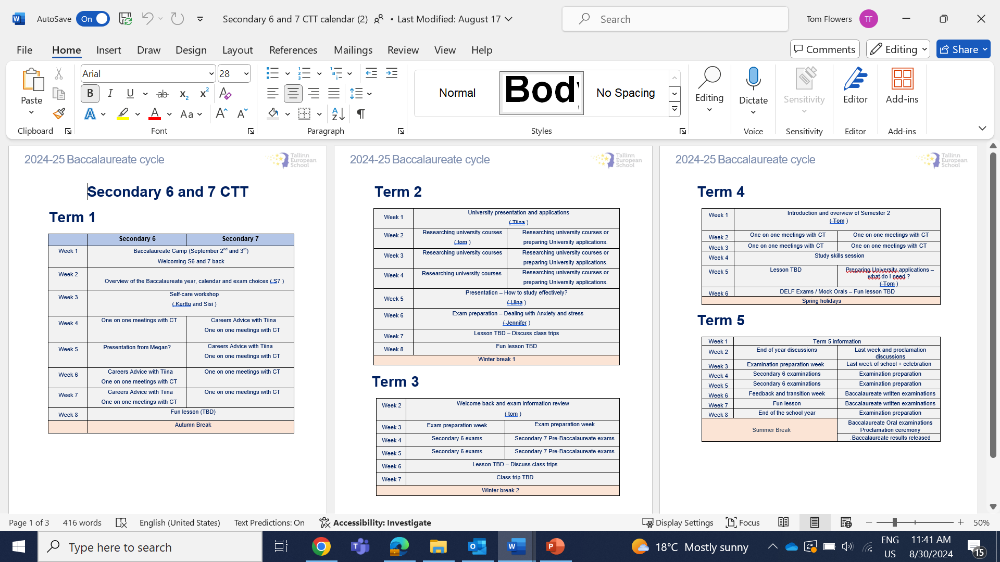 AutoSave On Secondary 6 and 7 CTT calendar (2) • Last Modified: August 17 Search Tom Flowers TF
File Home Insert Draw Design Layout References Mailings Review View Help Comments Editing Share
Paste
Clipboard
Arial 28
B I U ab x2 x2 A
A A Aa A A
Font
Paragraph
Normal Body No Spacing
Styles
Editing
Dictate
Voice
Sensitivity
Sensitivity
Editor
Editor
Add-ins
Add-ins
2024-25 Baccalaureate cycle
Tallinn
European
School
Secondary 6 and 7 CTT
Term 1
Secondary 6 Secondary 7
Week 1 Baccalaureate Camp (September 2nd and 3rd)
Welcoming S6 and 7 back
Week 2 Overview of the Baccalaureate year, calendar and exam choices ( S7 )
Week 3 Self-care workshop
( Kerttu and Sisi )
Week 4 One on one meetings with CT Careers Advice with Tiina
One on one meetings with CT
Week 5 Presentation from Megan? Careers Advice with Tiina
One on one meetings with CT
Week 6 Careers Advice with Tiina One on one meetings with CT
One on one meetings with CT
Week 7 Careers Advice with Tiina One on one meetings with CT
One on one meetings with CT
Week 8 Fun lesson (TBD)
Autumn Break
2024-25 Baccalaureate cycle
Tallinn
European
School
Term 2
Week 1 University presentation and applications
( Tiina )
Week 2 Researching university courses Researching university courses or
( tom ) preparing University applications.
Week 3 Researching university courses Researching university courses or
preparing University applications.
Week 4 Researching university courses Researching university courses or
preparing University applications.
Week 5 Presentation – How to study effectively?
( Liina )
Week 6 Exam preparation – Dealing with Anxiety and stress
( Jennifer )
Week 7 Lesson TBD – Discuss class trips
Week 8 Fun lesson TBD
Winter break 1
Term 3
Week 2 Welcome back and exam information review
( tom )
Week 3 Exam preparation week Exam preparation week
Week 4 Secondary 6 exams Secondary 7 Pre-Baccalaureate exams
Week 5 Secondary 6 exams Secondary 7 Pre-Baccalaureate exams
Week 6 Lesson TBD – Discuss class trips
Week 7 Class trip TBD
Winter break 2
2024-25 Baccalaureate cycle
Tallinn
European
School
Term 4
Week 1 Introduction and overview of Semester 2
( Tom )
Week 2 One on one meetings with CT One on one meetings with CT
Week 3 One on one meetings with CT One on one meetings with CT
Week 4 Study skills session
Week 5 Lesson TBD Preparing University applications –
what do I need ?
( Tom )
Week 6 DELF Exams / Mock Orals – Fun lesson TBD
Spring holidays
Term 5
Week 1 Term 5 information
Week 2 End of year discussions Last week and proclamation
discussions
Week 3 Examination preparation week Last week of school + celebration
Week 4 Secondary 6 examinations Examination preparation
Week 5 Secondary 6 examinations Examination preparation
Week 6 Feedback and transition week Baccalaureate written examinations
Week 7 Fun lesson Baccalaureate written examinations
Week 8 End of the school year Examination preparation
Summer Break Baccalaureate Oral examinations
Proclamation ceremony
Baccalaureate results released
Page 1 of 3 416 words English (United States) Text Predictions: On Accessibility: Investigate Display Settings Focus 50%
Type here to search 18°C Mostly sunny ENG US 11:41 AM 8/30/2024 15